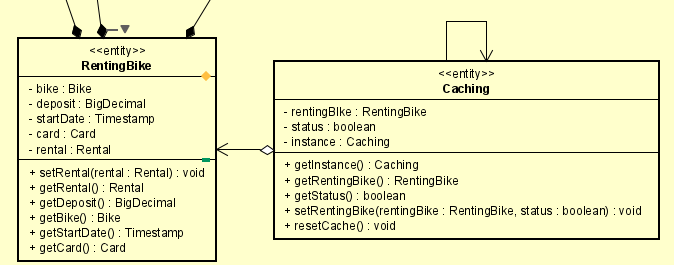 <<entity>>
RentingBike
- bike : Bike
- deposit : BigDecimal
- startDate : Timestamp
- card : Card
- rental : Rental
+ setRental(rental : Rental) : void
+ getRental() : Rental
+ getDeposit() : BigDecimal
+ getBike() : Bike
+ getStartDate() : Timestamp
+ getCard() : Card
<<entity>>
Caching
- rentingBIke : RentingBike
- status : boolean
- instance : Caching
+ getInstance() : Caching
+ getRentingBike() : RentingBike
+ getStatus() : boolean
+ setRentingBike(rentingBike : RentingBike, status : boolean) : void
+ resetCache() : void